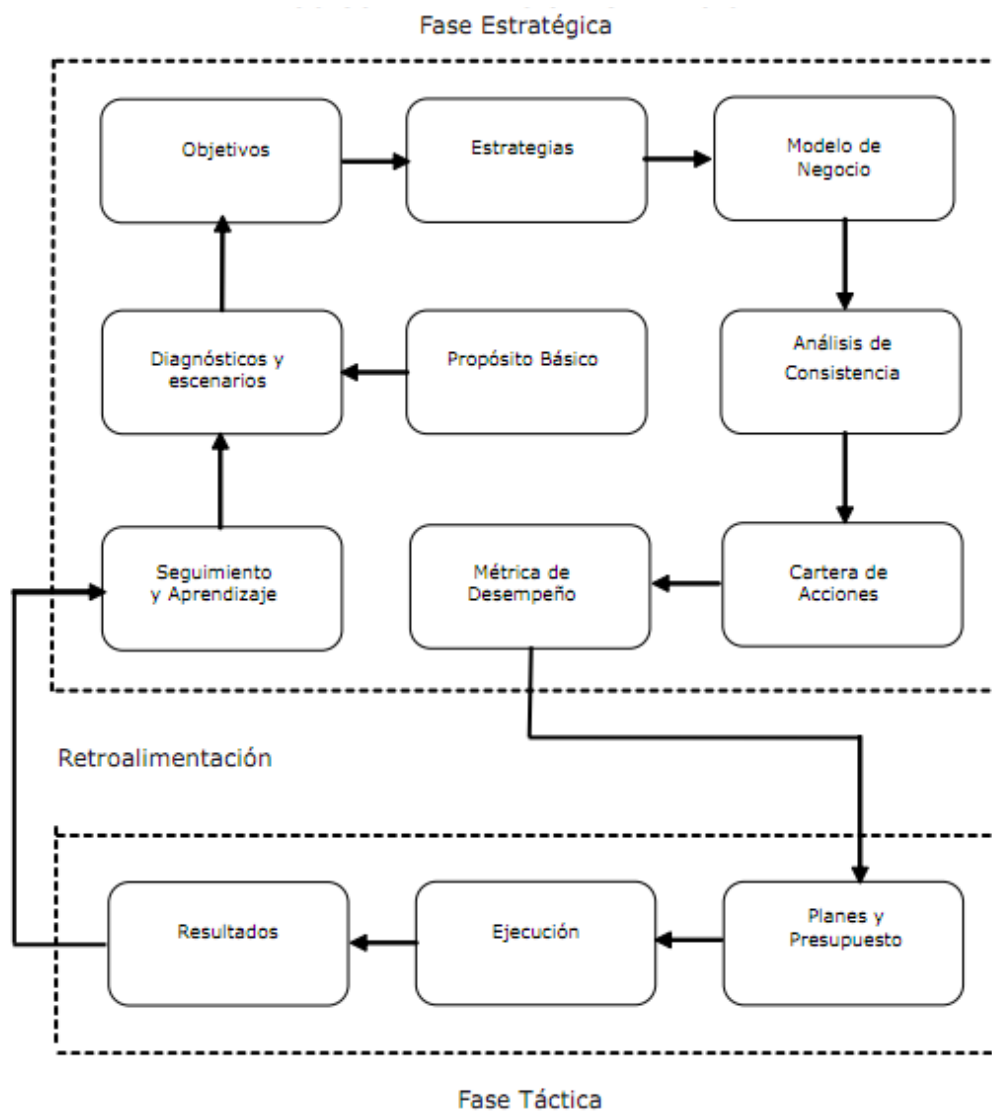 Fase Estratégica
Objetivos
Estrategias
Modelo de
Negocio
Diagnósticos y
escenarios
Propósito Básico
Análisis de
Consistencia
Seguimiento
y Aprendizaje
Métrica de
Desempeño
Cartera de
Acciones
Retroalimentación
Resultados
Ejecución
Planes y
Presupuesto
Fase Táctica